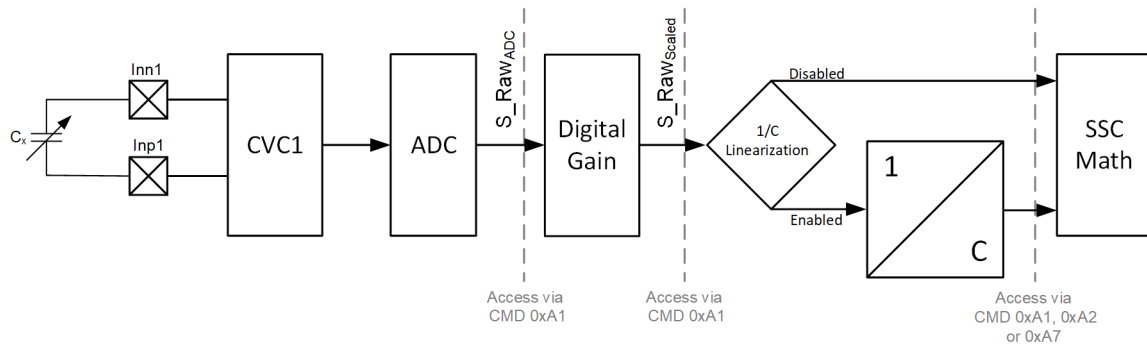 Inn1
Cx
Inp1
CVC1
ADC
S_RawADC
Digital
Gain
S_RawScaled
1/C
Linearization
Disabled
Enabled
1
C
SSC
Math
Access via
CMD 0xA1
Access via
CMD 0xA1
Access via
CMD 0xA1, 0xA2
or 0xA7